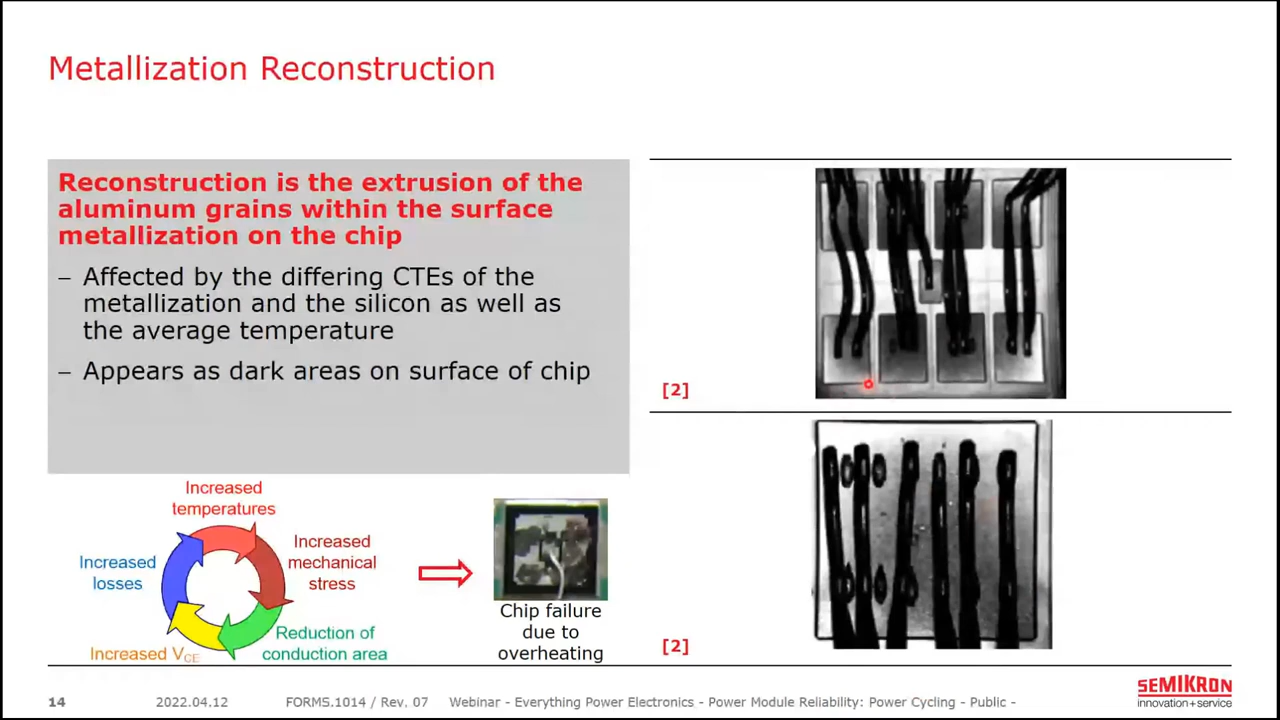 Metallization Reconstruction
Reconstruction is the extrusion of the
aluminum grains within the surface
metallization on the chip
– Affected by the differing CTEs of the
metallization and the silicon as well as
the average temperature
– Appears as dark areas on surface of chip
[2]
Increased
temperatures
Increased
mechanical
stress
Reduction of
conduction area
Increased VCE
Increased
losses
Chip failure
due to
overheating
[2]
14
2022.04.12
FORMS.1014 / Rev. 07
Webinar - Everything Power Electronics - Power Module Reliability: Power Cycling - Public -
SEMIKRON
innovation+service